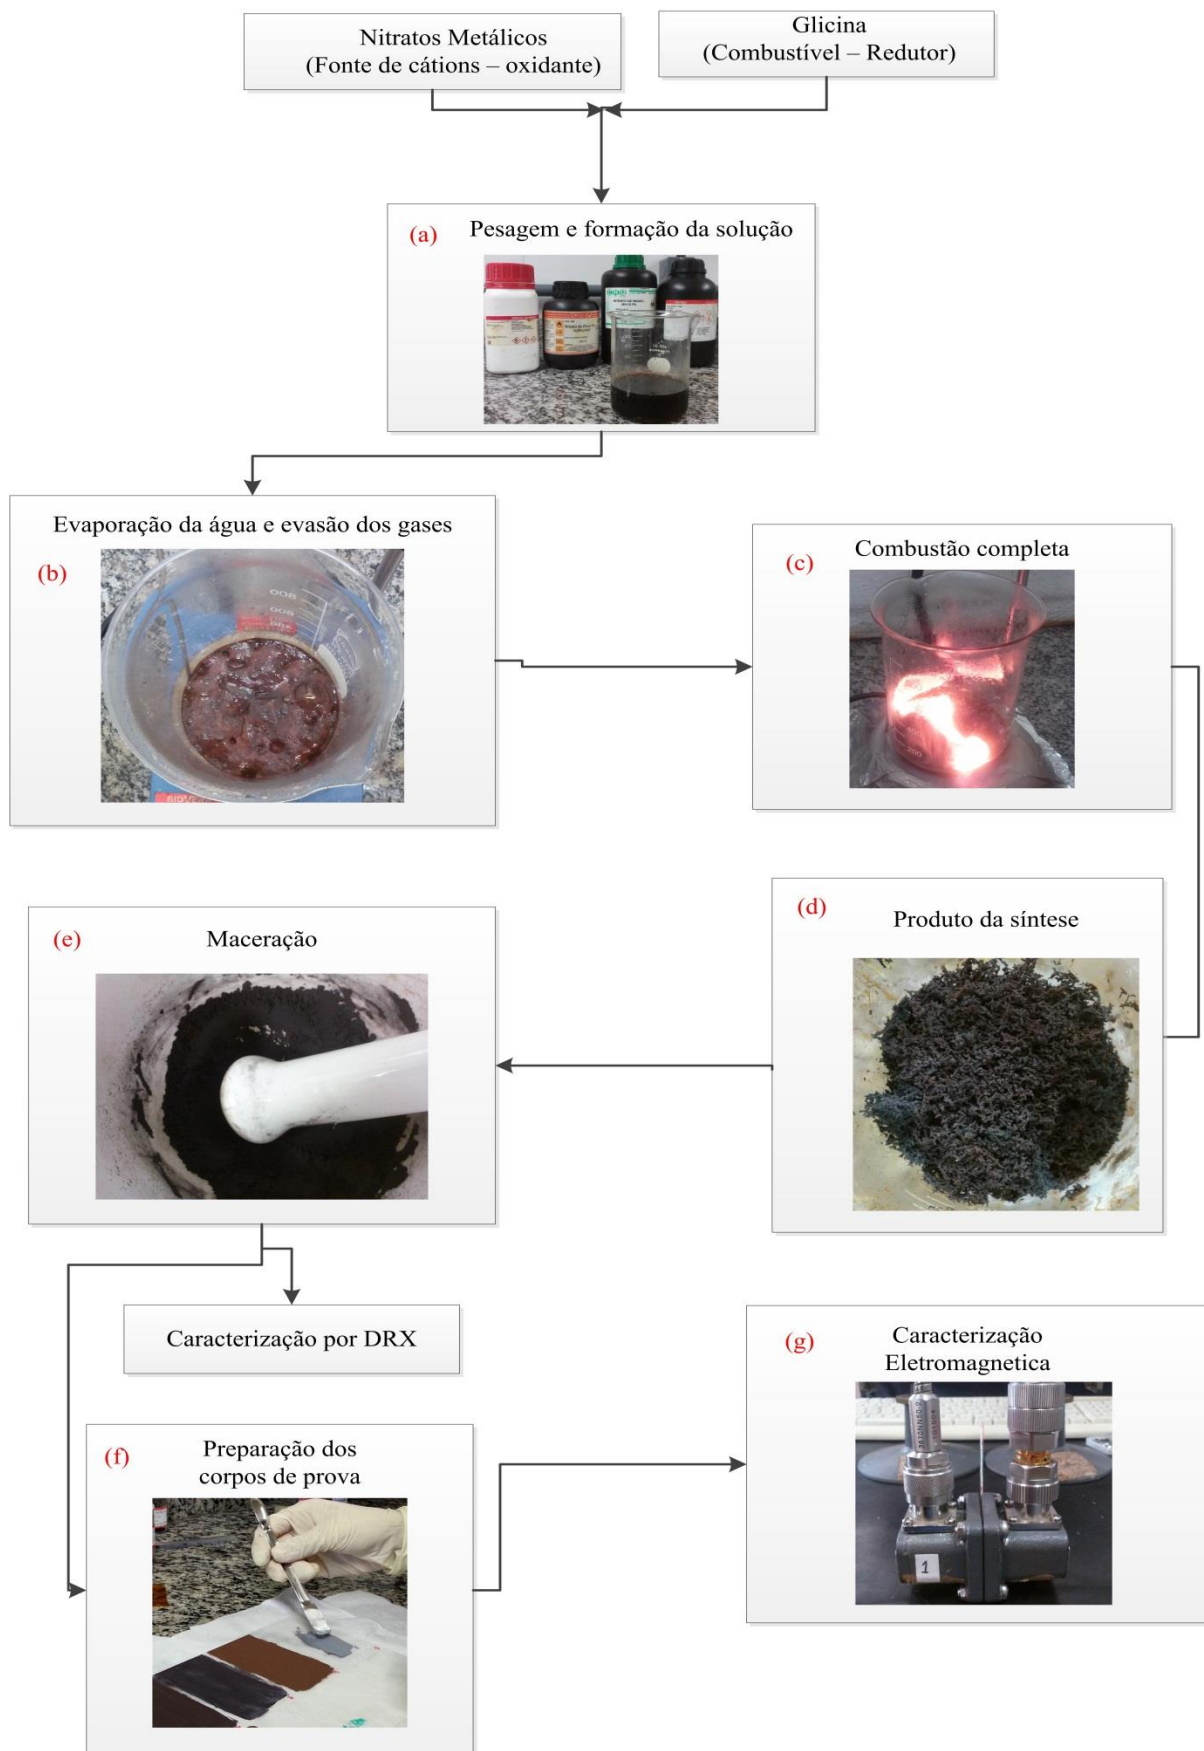 Nitratos Metálicos
(Fonte de cátions – oxidante)
Glicina
(Combustível – Redutor)
(a)
Pesagem e formação da solução
Evaporação da água e evasão dos gases
(b)
Combustão completa
(c)
(d)
Produto da síntese
(e)
Maceração
Caracterização por DRX
(f)
Preparação dos
corpos de prova
(g)
Caracterização
Eletromagnetica
1